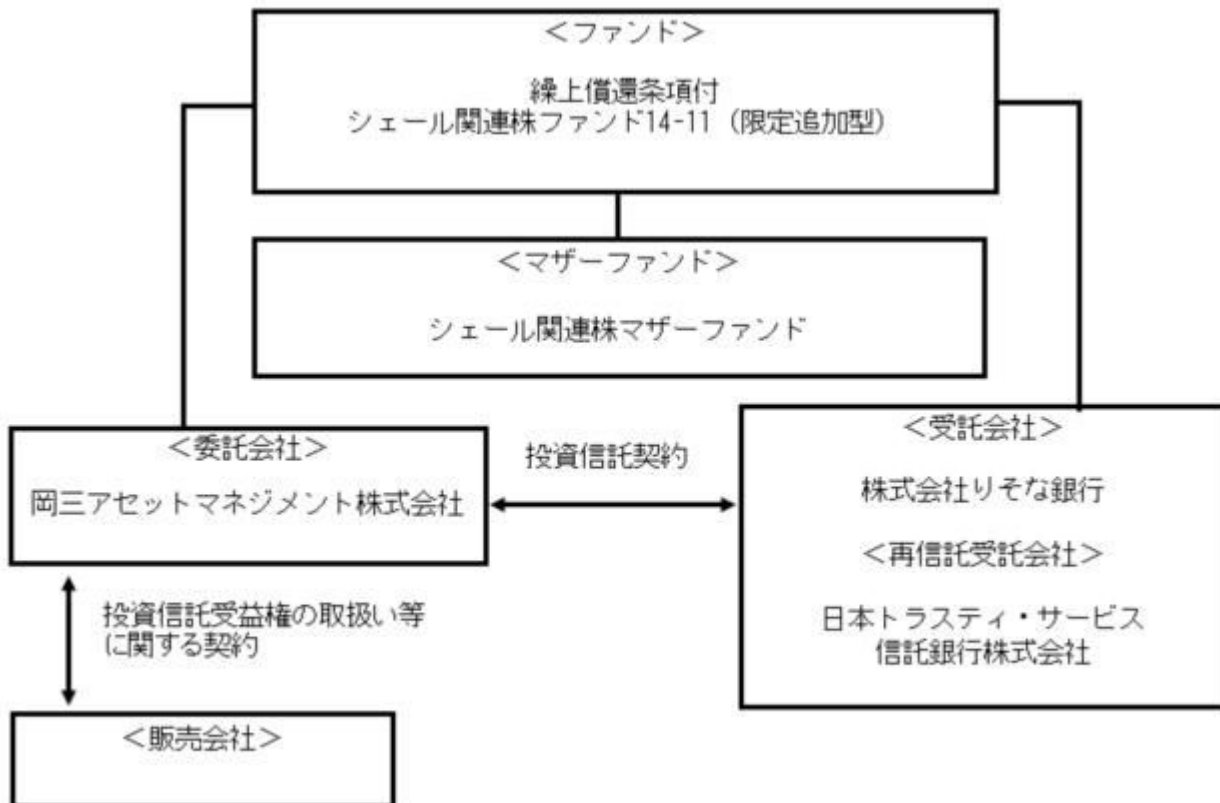 ＜ファンド＞
繰上償還条項付
シェール関連株ファンド14-11（限定追加型）
＜マザーファンド＞
シェール関連株マザーファンド
＜委託会社＞
岡三アセットマネジメント株式会社
投資信託契約
＜受託会社＞
株式会社りそな銀行
＜再信託受託会社＞
日本トラスティ・サービス
信託銀行株式会社
投資信託受益権の取扱い等
に関する契約
＜販売会社＞